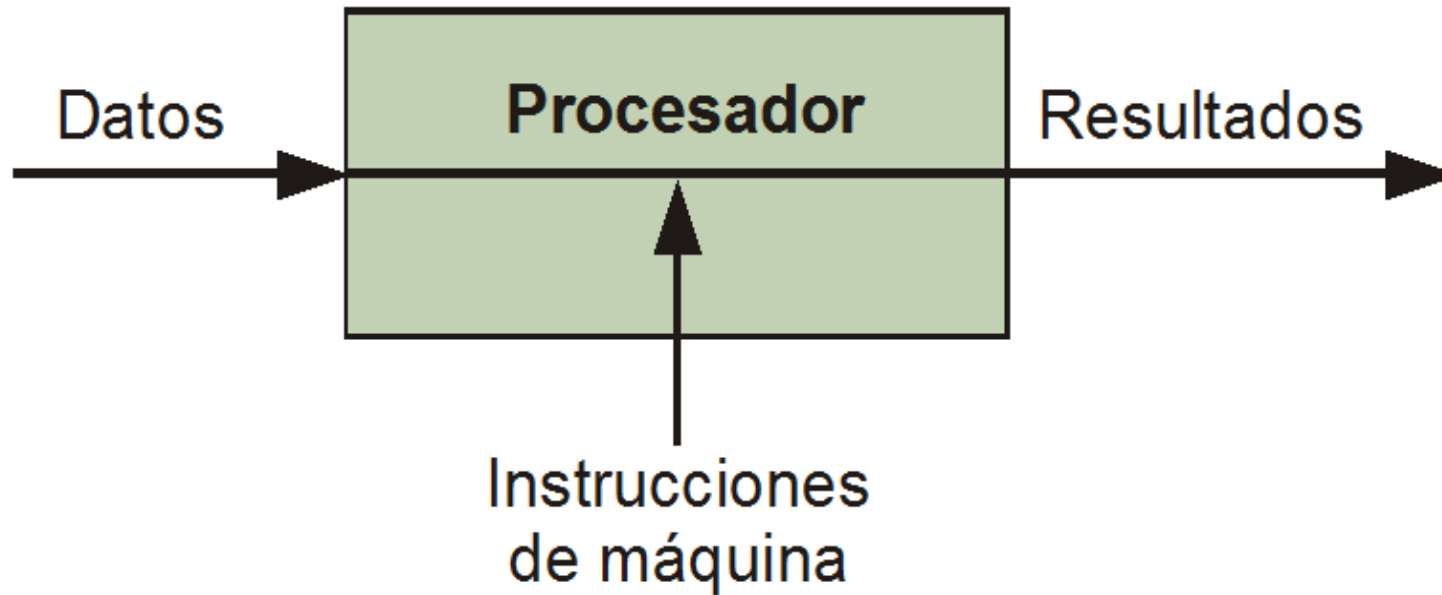 Procesador
Datos
Resultados
Instrucciones
de máquina